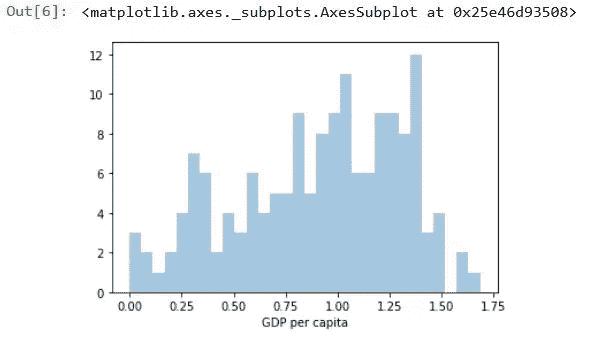 Out[6]: <matplotlib.axes._subplots.AxesSubplot at 0x25e46d93508>
12
10
8
6
4
2
0
0.00 0.25 0.50 0.75 1.00 1.25 1.50 1.75
GDP per capita